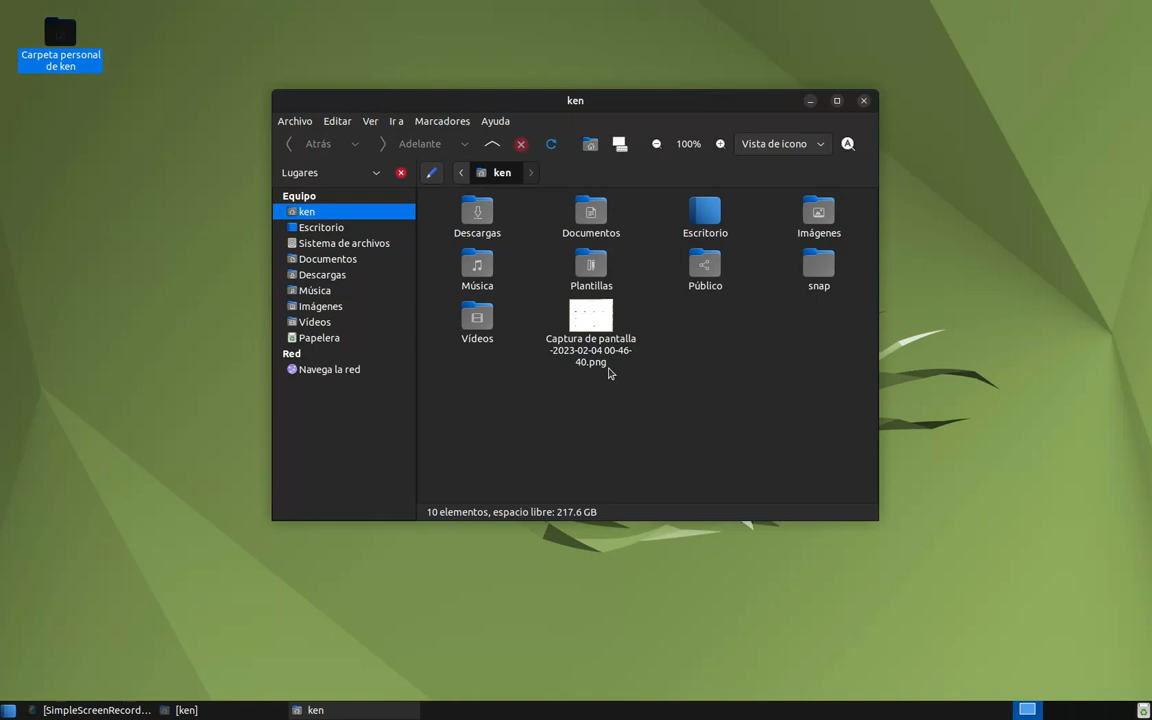 Carpeta personal
de ken
ken
Archivo Editar Ver Ir a Marcadores Ayuda
Atrás Adelante 100% Vista de icono
Lugares ken
Equipo
ken
Escritorio
Sistema de archivos
Documentos
Descargas
Música
Imágenes
Vídeos
Papelera
Red
Navega la red
Descargas Documentos Escritorio Imágenes
Música Plantillas Público snap
Vídeos Captura de pantalla
-2023-02-04 00-46-
40.png
10 elementos, espacio libre: 217.6 GB
[SimpleScreenRecord... [ken] ken